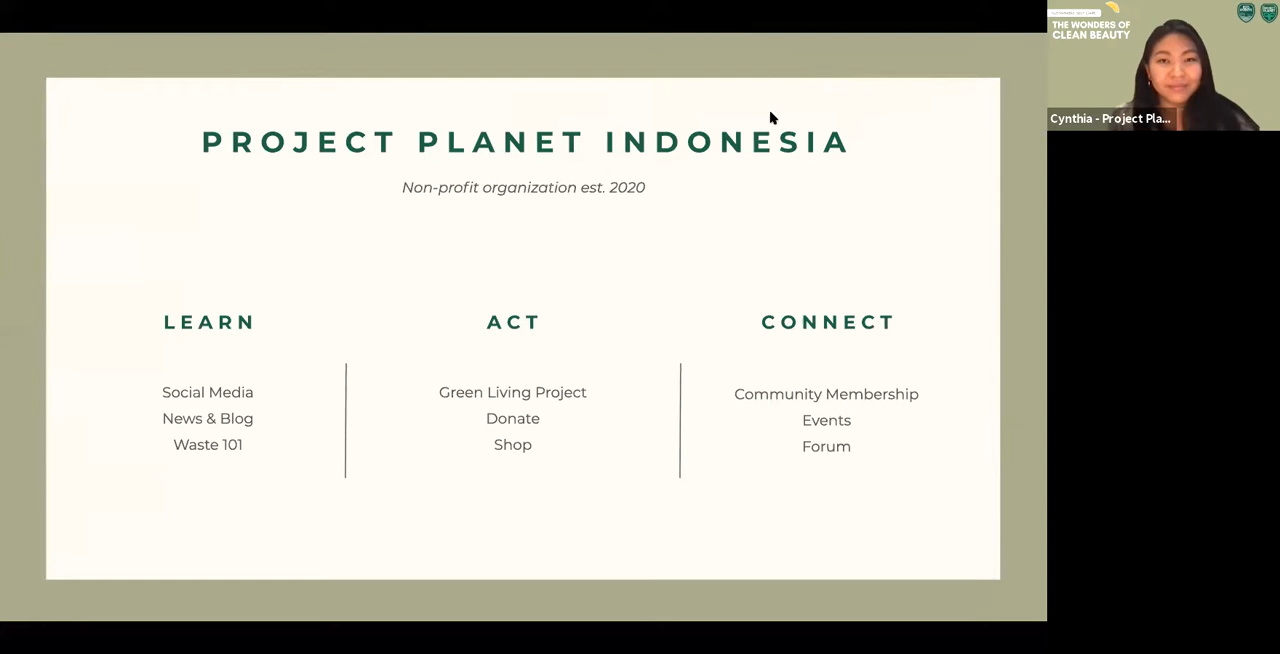 PROJECT PLANET INDONESIA
Non-profit organization est. 2020
LEARN
Social Media
News & Blog
Waste 101
ACT
Green Living Project
Donate
Shop
CONNECT
Community Membership
Events
Forum
THE WONDERS OF
CLEAN BEAUTY
Cynthia - Project Pla...